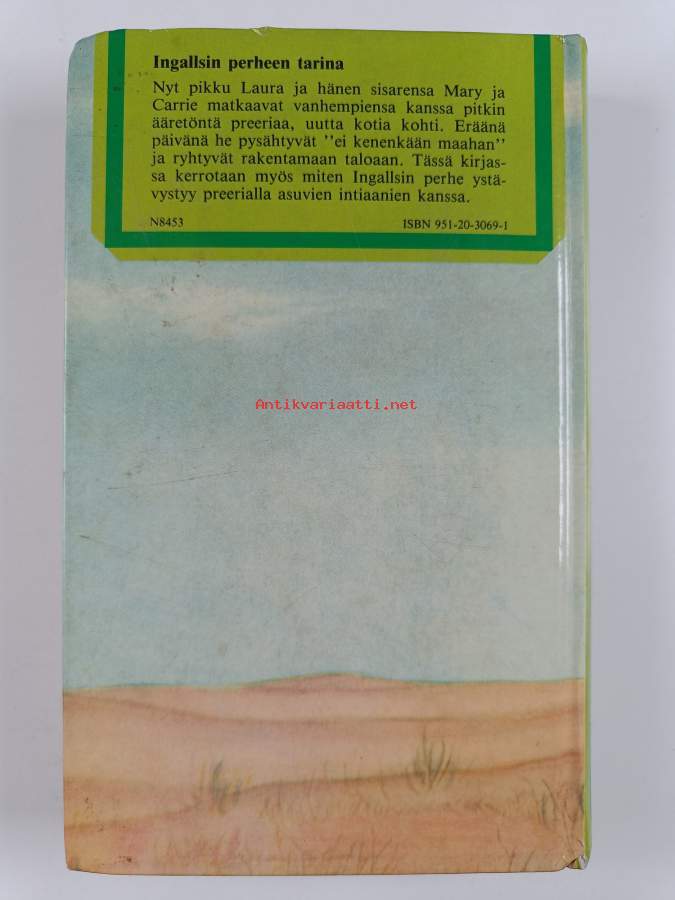 Ingallsin perheen tarina
Nyt pikku Laura ja hänen sisarensa Mary ja
Carrie matkaavat vanhempiensa kanssa pitkin
ääretöntä preeriaa, uutta kotia kohti. Eräänä
päivänä he pysähtyvät ''ei kenenkään maahan''
ja ryhtyvät rakentamaan taloaan. Tässä kirjas-
sa kerrotaan myös miten Ingallsin perhe ystä-
vystyy preerialla asuvien intiaanien kanssa.
N8453 ISBN 951-20-3069-1
Antikvariaatti.net